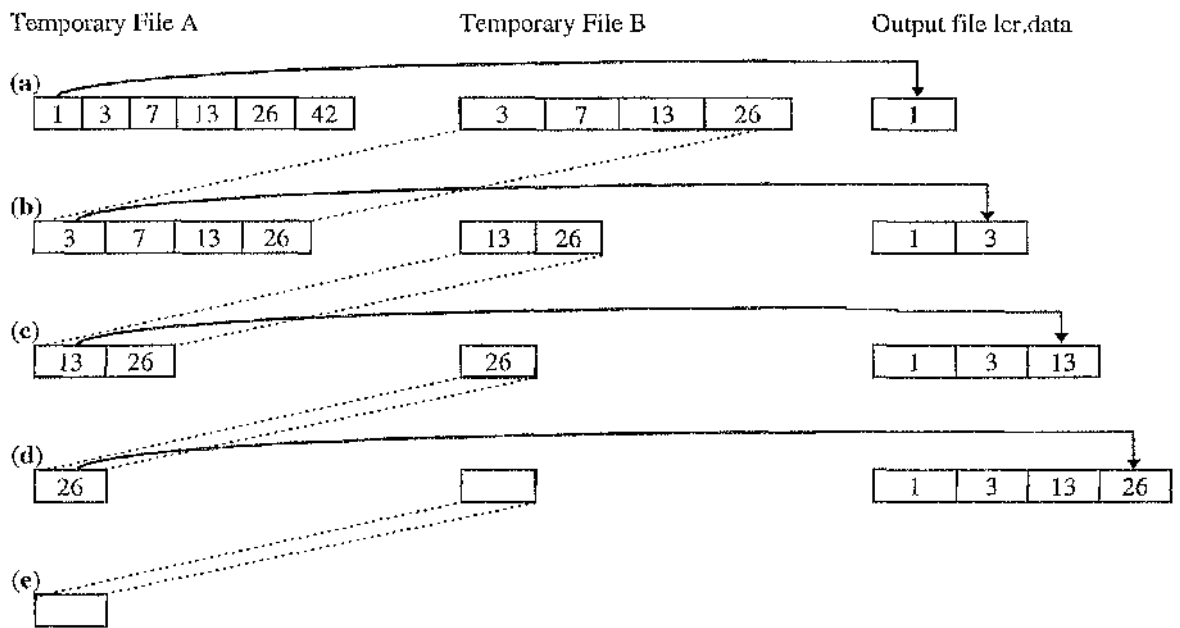 Temporary File A Temporary File B Output file lcr.data
(a)
1 3 7 13 26 42 3 7 13 26 1
(b)
3 7 13 26 13 26 1 3
(c)
13 26 26 1 3 13
(d)
26 1 3 13 26
(e)